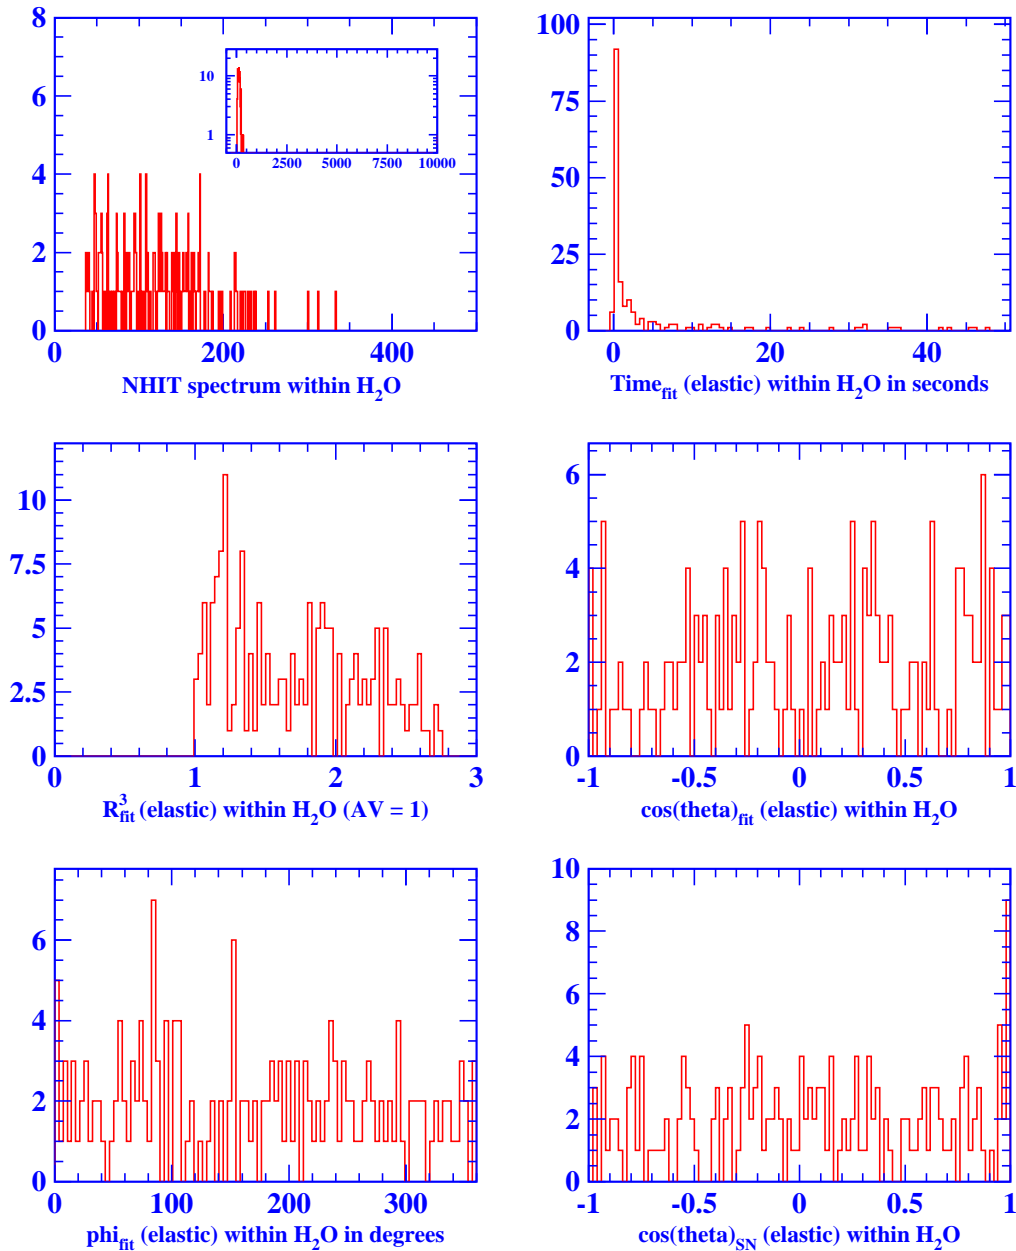 8
6
4
2
0
10
1
0 2500 5000 7500 10000
0 200 400
NHIT spectrum within H₂O
100
75
50
25
0
0 20 40
Time_fit (elastic) within H₂O in seconds
10
7.5
5
2.5
0
0 1 2 3
R³_fit (elastic) within H₂O (AV = 1)
6
4
2
0
-1 -0.5 0 0.5 1
cos(theta)_fit (elastic) within H₂O
6
4
2
0
0 100 200 300
phi_fit (elastic) within H₂O in degrees
10
8
6
4
2
0
-1 -0.5 0 0.5 1
cos(theta)_SN (elastic) within H₂O